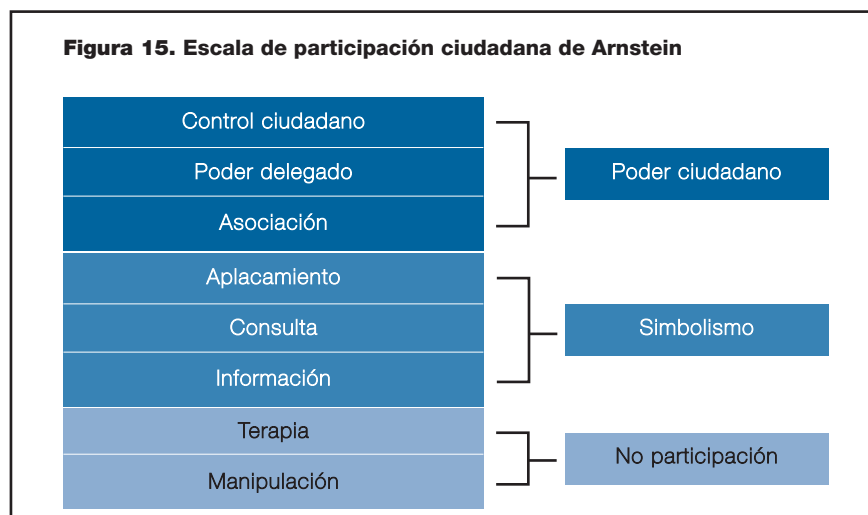 Figura 15. Escala de participación ciudadana de Arnstein
Control ciudadano
Poder delegado
Asociación
Poder ciudadano
Aplacamiento
Consulta
Información
Simbolismo
Terapia
Manipulación
No participación